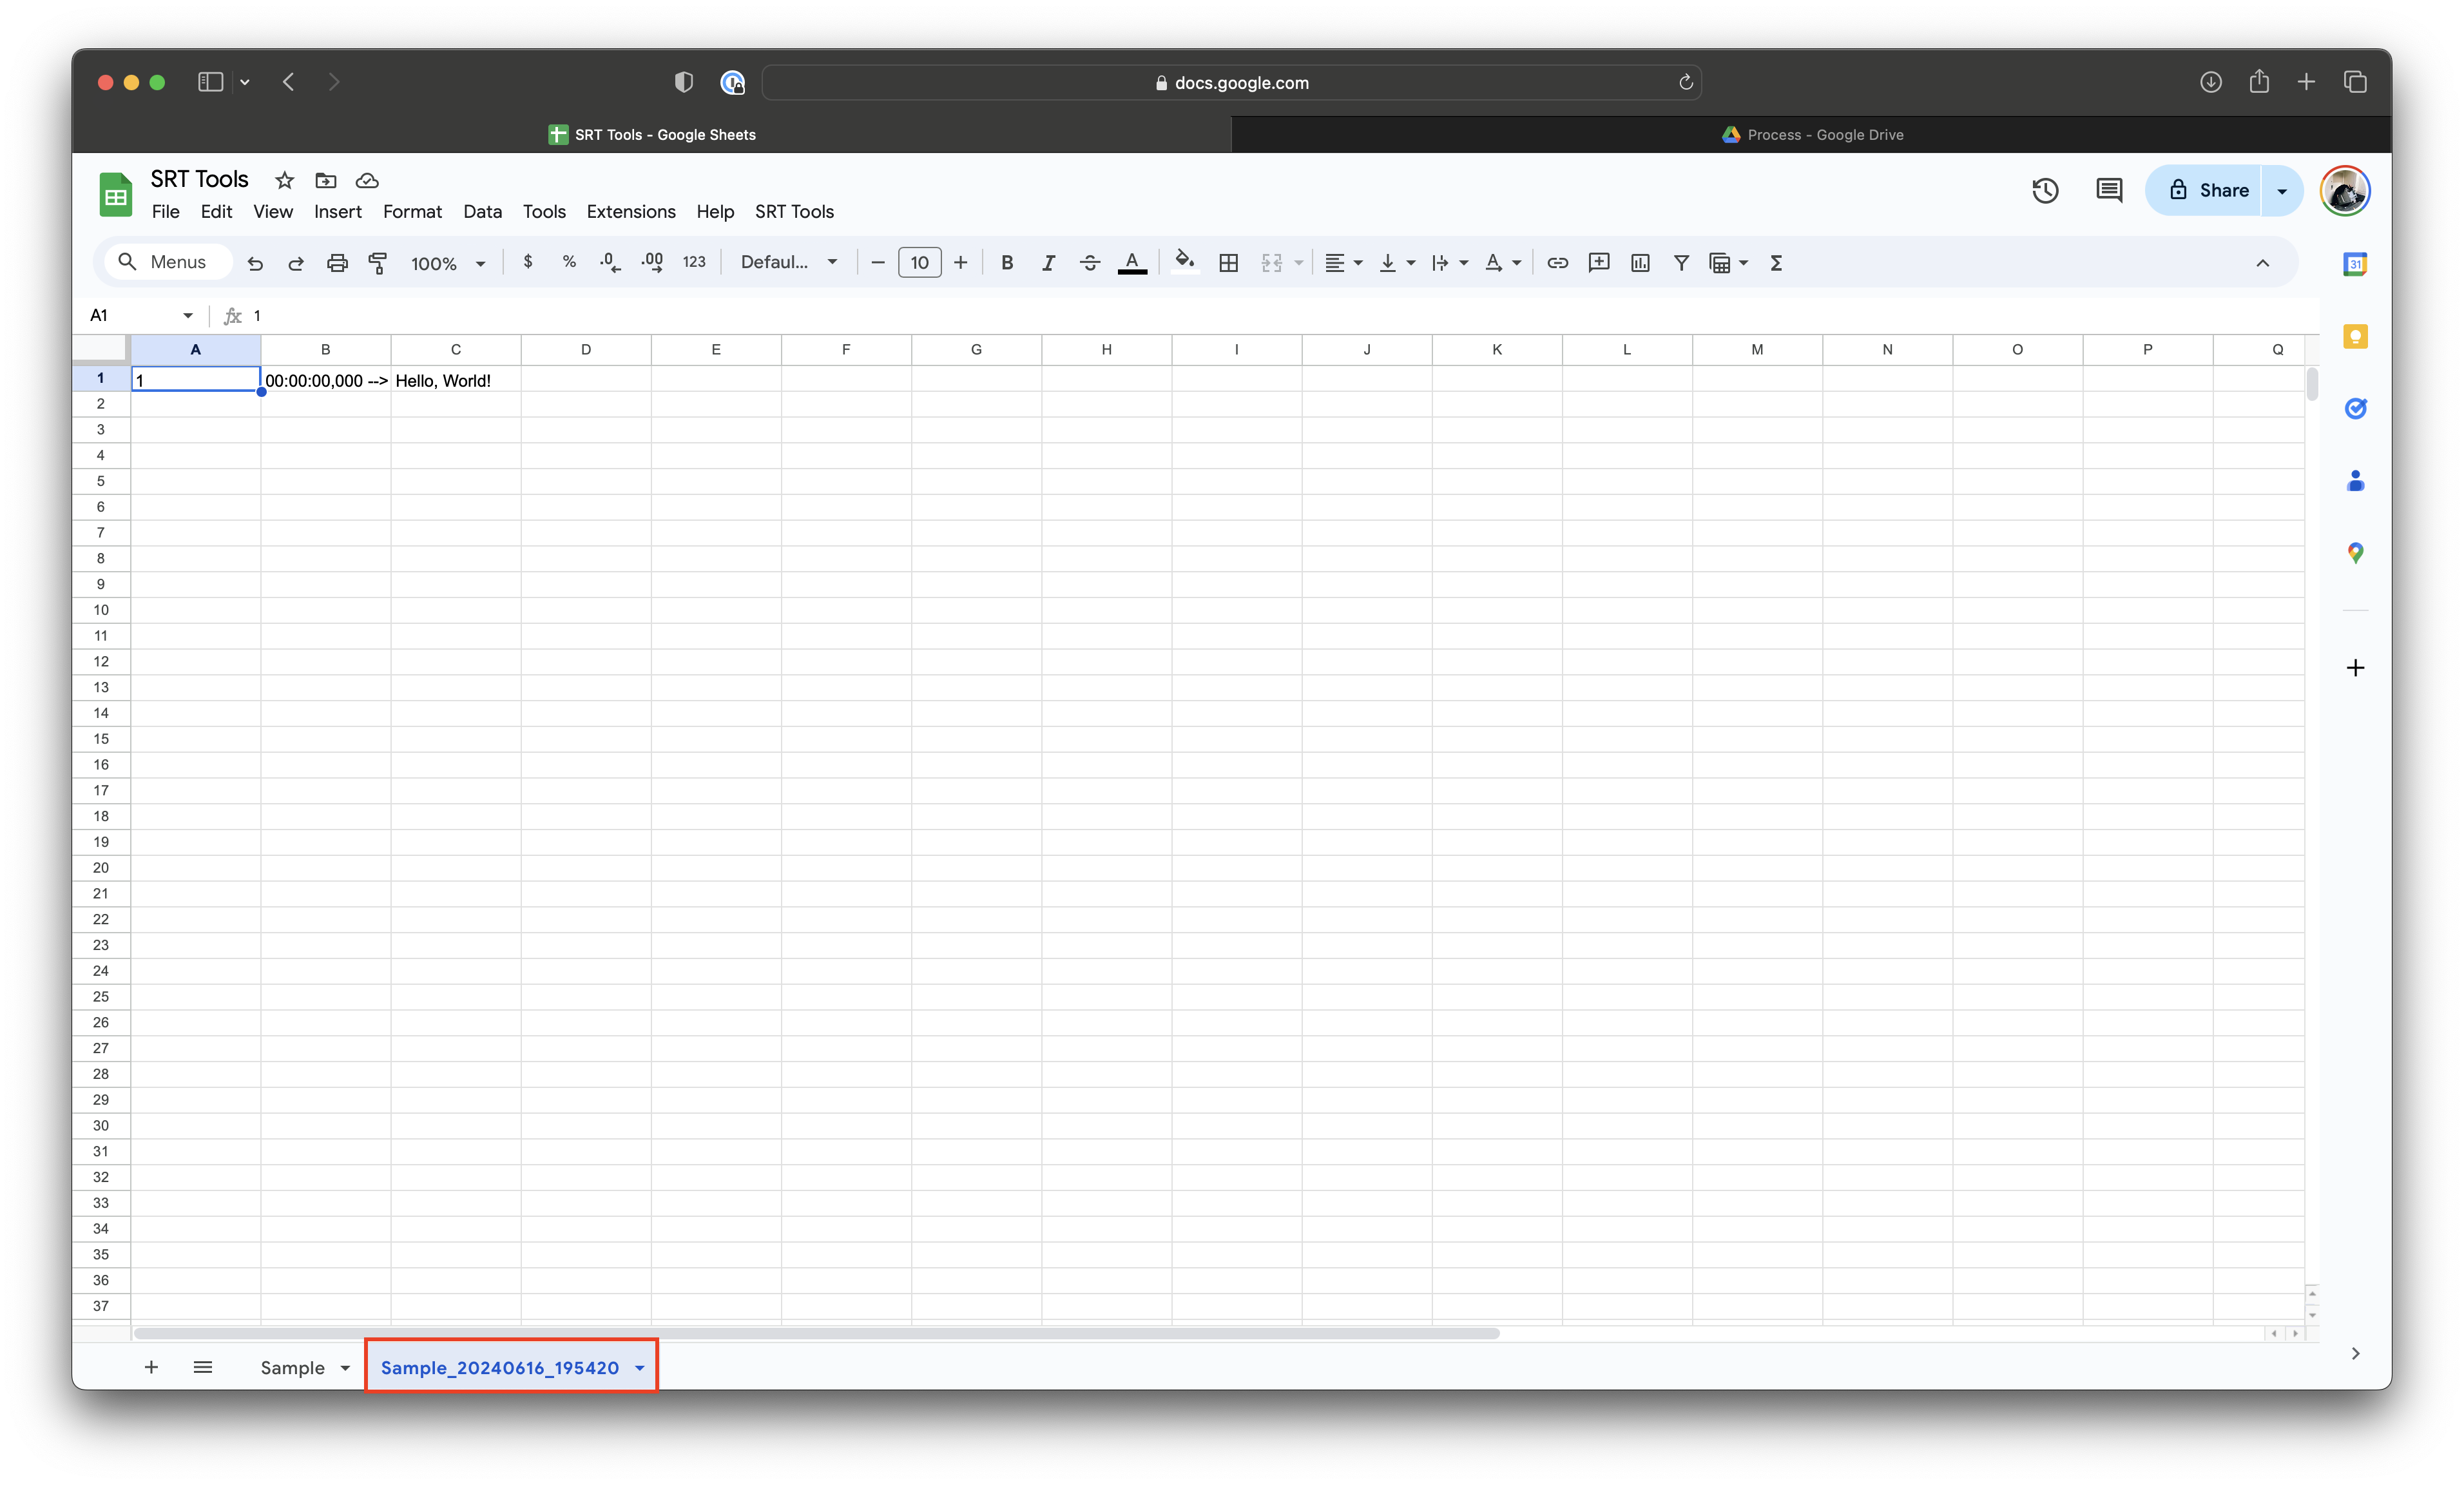 docs.google.com
SRT Tools - Google Sheets
Process - Google Drive
SRT Tools
File Edit View Insert Format Data Tools Extensions Help SRT Tools
Share
Menus
100%
$ % .0 .00 123
Defaul...
10
B I A
31
A1
1
A B C D E F G H I J K L M N O P Q
1 1 00:00:00,000 --> Hello, World!
2
3
4
5
6
7
8
9
10
11
12
13
14
15
16
17
18
19
20
21
22
23
24
25
26
27
28
29
30
31
32
33
34
35
36
37
Sample
Sample_20240616_195420